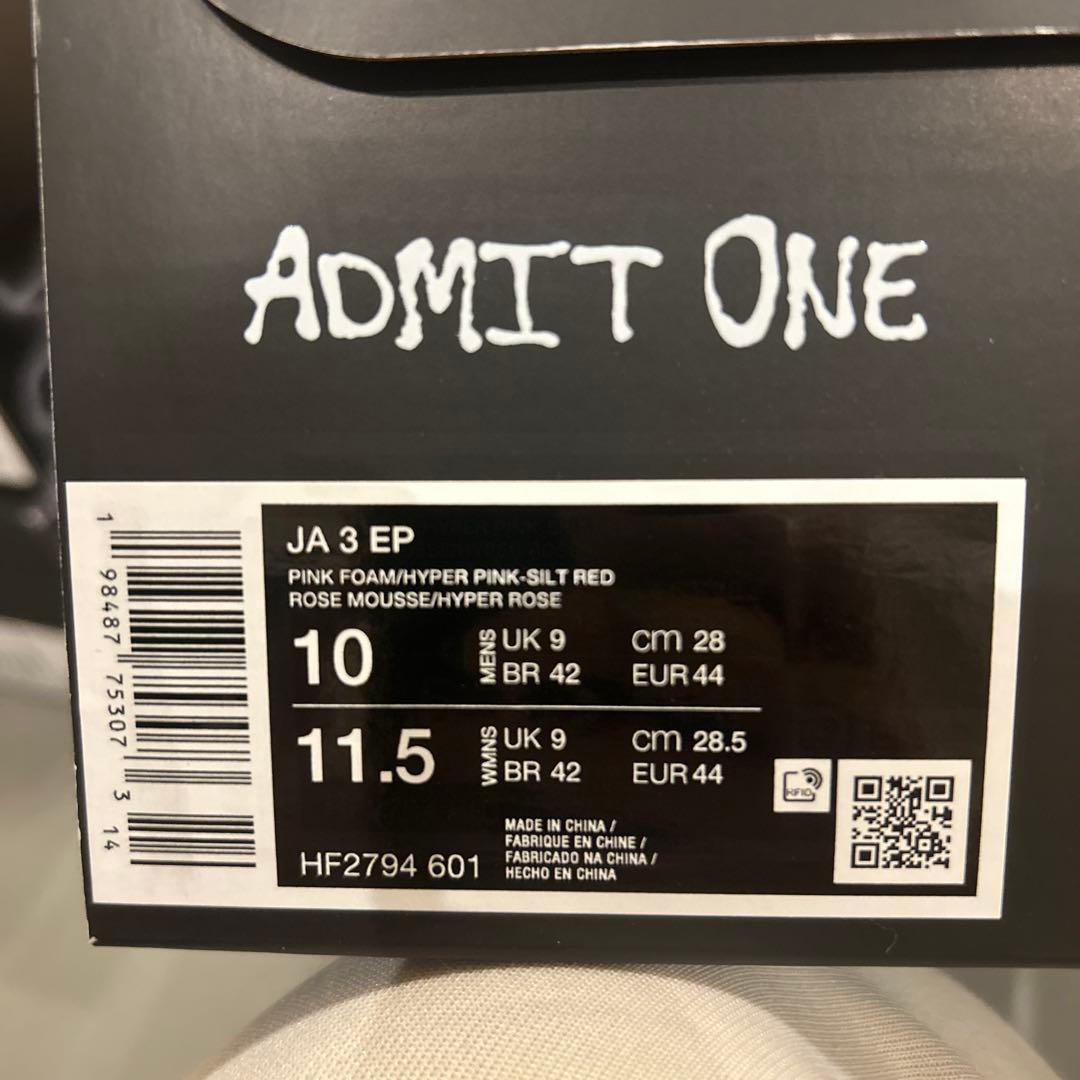 ADMIT ONE
JA 3 EP
PINK FOAM/HYPER PINK-SILT RED
ROSE MOUSSE/HYPER ROSE
10 MENS UK 9 cm 28
BR 42 EUR 44
11.5 WMNS UK 9 cm 28.5
BR 42 EUR 44
RFID
MADE IN CHINA /
FABRIQUE EN CHINE /
FABRICADO NA CHINA /
HECHO EN CHINA
HF2794 601
1 98487 75307 3 14